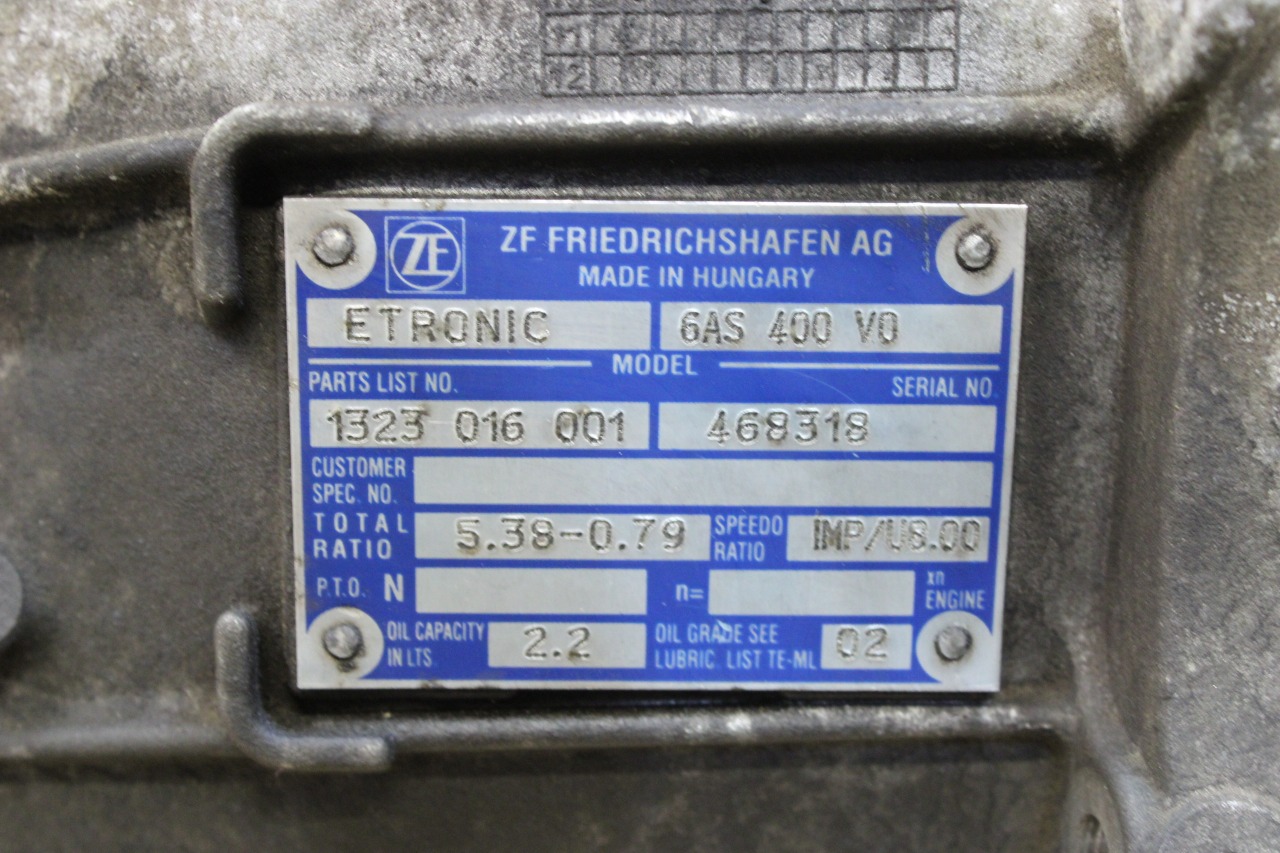 11
12
ZF
ZF FRIEDRICHSHAFEN AG
MADE IN HUNGARY
ETRONIC 6AS 400 VO
MODEL
PARTS LIST NO. SERIAL NO.
1323 016 001 468318
CUSTOMER
SPEC. NO.
TOTAL
RATIO 5.38-0.79 SPEEDO
RATIO IMP/U8.00
P.T.O. N n= xn
ENGINE
OIL CAPACITY
IN LTS. 2.2 OIL GRADE SEE
LUBRIC. LIST TE-ML 02